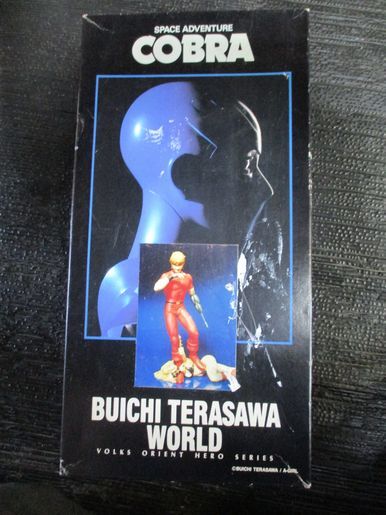 SPACE ADVENTURE
COBRA
BUICHI TERASAWA
WORLD
VOLKS ORIENT HERO SERIES
©BUICHI TERASAWA / A-GIRL